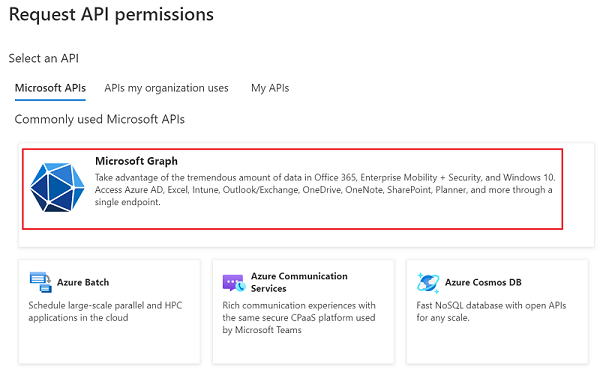 Request API permissions
Select an API
Microsoft APIs
APIs my organization uses
My APIs
Commonly used Microsoft APIs
Microsoft Graph
Take advantage of the tremendous amount of data in Office 365, Enterprise Mobility + Security, and Windows 10.
Access Azure AD, Excel, Intune, Outlook/Exchange, OneDrive, OneNote, SharePoint, Planner, and more through a
single endpoint.
Azure Batch
Schedule large-scale parallel and HPC
applications in the cloud
Azure Communication
Services
Rich communication experiences with
the same secure CPaaS platform used
by Microsoft Teams
Azure Cosmos DB
Fast NoSQL database with open APIs
for any scale.